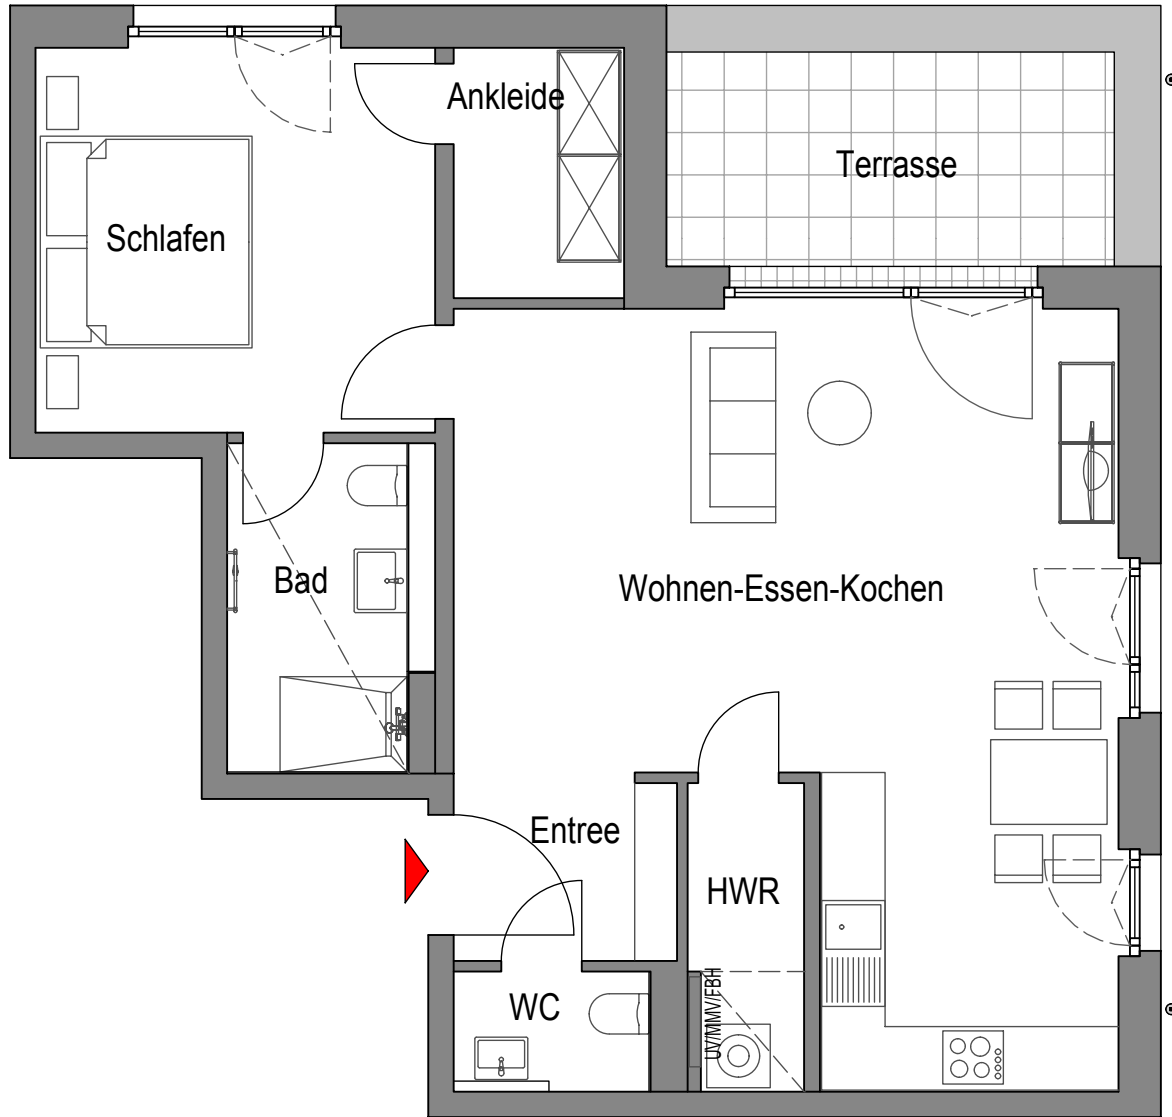 Ankleide
Terrasse
Schlafen
Bad
Wohnen-Essen-Kochen
Entree
HWR
WC
UV/MMV/FBH